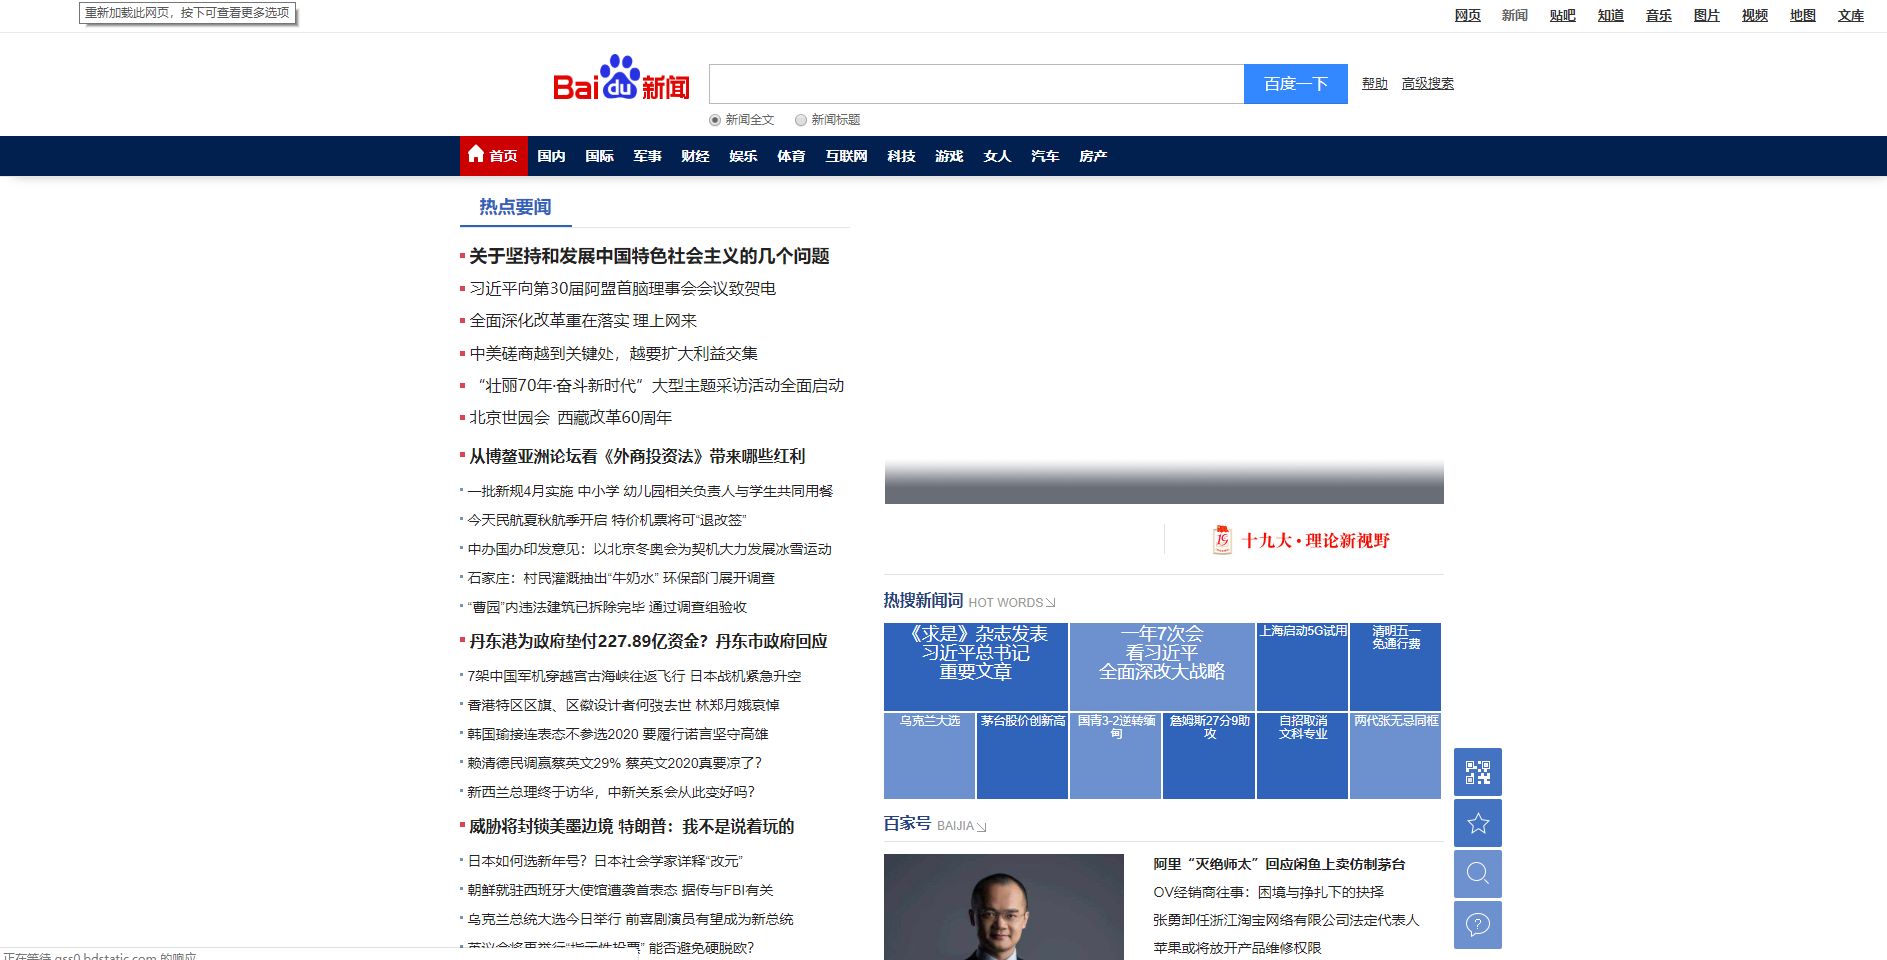 重新加载此网页，按下可查看更多选项
网页 新闻 贴吧 知道 音乐 图片 视频 地图 文库
Bai du 新闻
百度一下 帮助 高级搜索
新闻全文 新闻标题
首页 国内 国际 军事 财经 娱乐 体育 互联网 科技 游戏 女人 汽车 房产
热点要闻
关于坚持和发展中国特色社会主义的几个问题
习近平向第30届阿盟首脑理事会会议致贺电
全面深化改革重在落实 理上网来
中美磋商越到关键处，越要扩大利益交集
“壮丽70年·奋斗新时代”大型主题采访活动全面启动
北京世园会 西藏改革60周年
从博鳌亚洲论坛看《外商投资法》带来哪些红利
一批新规4月实施 中小学 幼儿园相关负责人与学生共同用餐
今天民航夏秋航季开启 特价机票将可“退改签”
中办国办印发意见：以北京冬奥会为契机大力发展冰雪运动
石家庄：村民灌溉抽出“牛奶水” 环保部门展开调查
“曹园”内违法建筑已拆除完毕 通过调查组验收
丹东港为政府垫付227.89亿资金？丹东市政府回应
7架中国军机穿越宫古海峡往返飞行 日本战机紧急升空
香港特区区旗、区徽设计者何弢去世 林郑月娥哀悼
韩国瑜接连表态不参选2020 要履行诺言坚守高雄
赖清德民调赢蔡英文29% 蔡英文2020真要凉了？
新西兰总理终于访华，中新关系会从此变好吗？
威胁将封锁美墨边境 特朗普：我不是说着玩的
日本如何选新年号？日本社会学家详释“改元”
朝鲜就驻西班牙大使馆遭袭首表态 据传与FBI有关
乌克兰总统大选今日举行 前喜剧演员有望成为新总统
英议会将再举行“指示性投票” 能否避免硬脱欧？
正在等待 gss0.bdstatic.com 的响应
19 十九大·理论新视野
热搜新闻词 HOT WORDS
《求是》杂志发表
习近平总书记
重要文章
一年7次会
看习近平
全面深改大战略
上海启动5G试用
清明五一
免通行费
乌克兰大选
茅台股价创新高
国青3-2逆转缅
甸
詹姆斯27分9助
攻
自招取消
文科专业
两代张无忌同框
百家号 BAIJIA
阿里“灭绝师太”回应闲鱼上卖仿制茅台
OV经销商往事：困境与挣扎下的抉择
张勇卸任浙江淘宝网络有限公司法定代表人
苹果或将放开产品维修权限